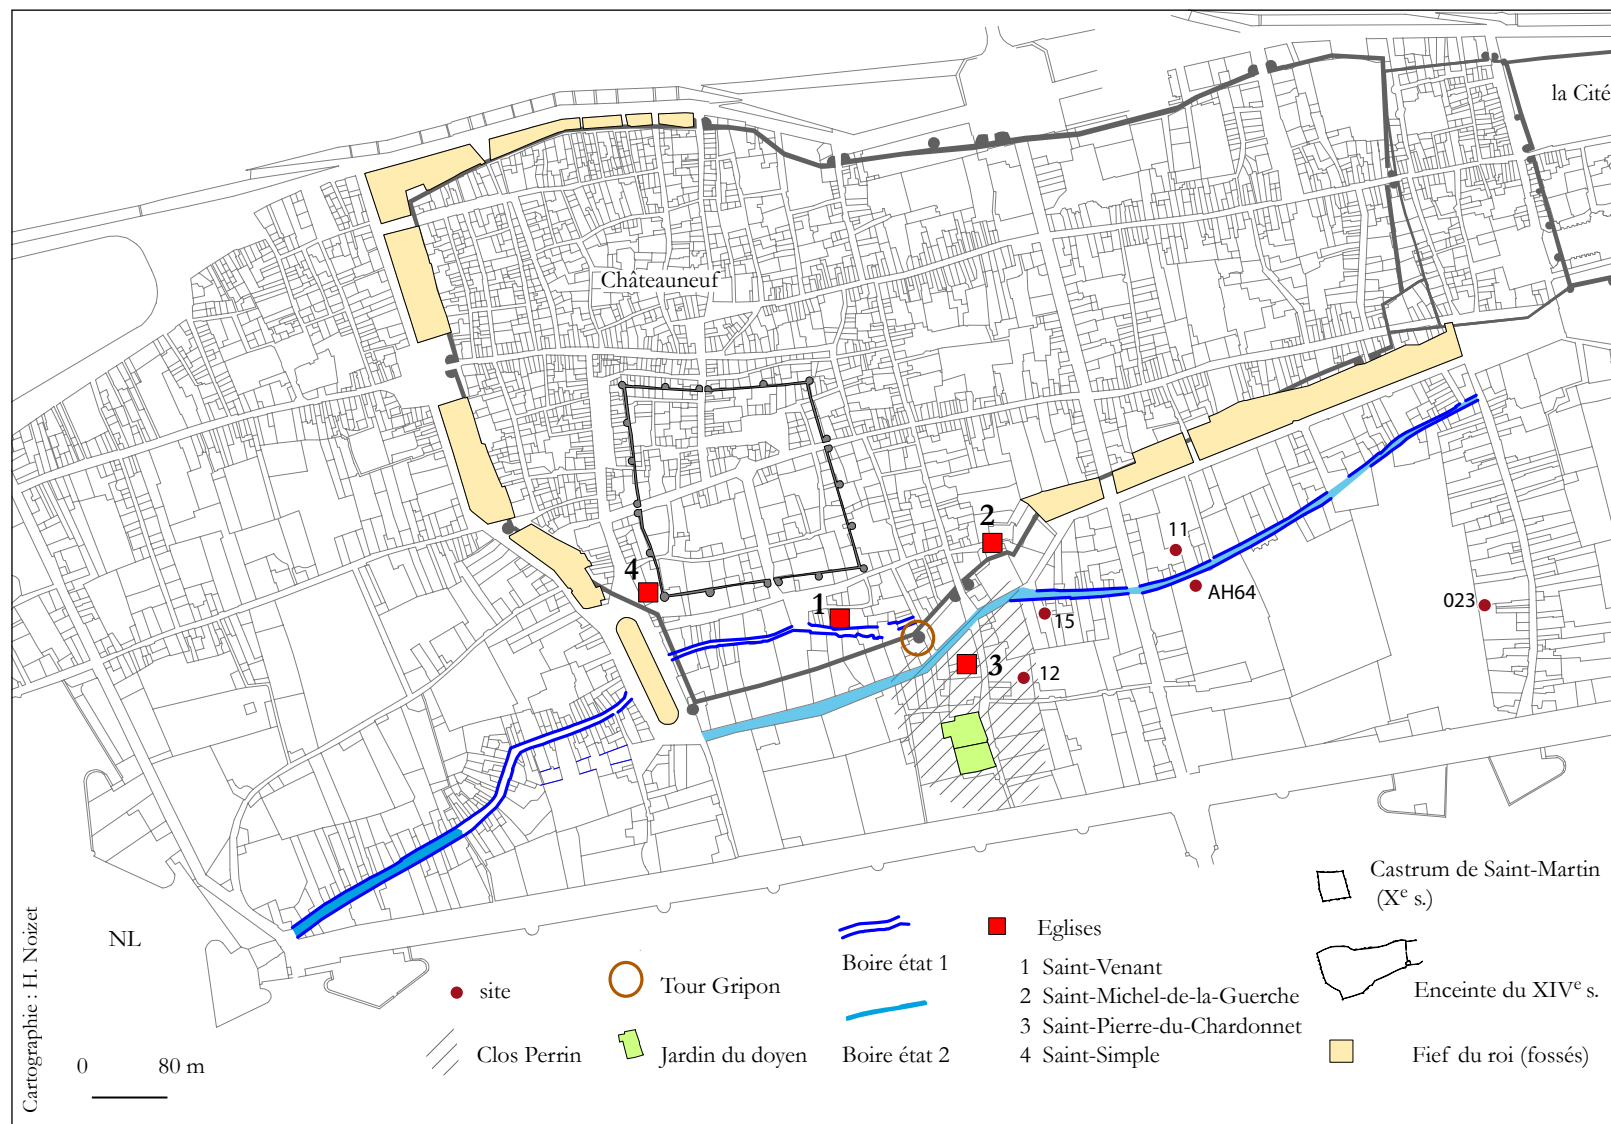 la Cité
Châteauneuf
2
11
4
AH64
023
1
15
3
12
Cartographie : H. Noizet
NL
0 80 m
site
Clos Perrin
Tour Gripon
Jardin du doyen
Boire état 1
Boire état 2
Eglises
1 Saint-Venant
2 Saint-Michel-de-la-Guerche
3 Saint-Pierre-du-Chardonnet
4 Saint-Simple
Castrum de Saint-Martin
(Xe s.)
Enceinte du XIVe s.
Fief du roi (fossés)